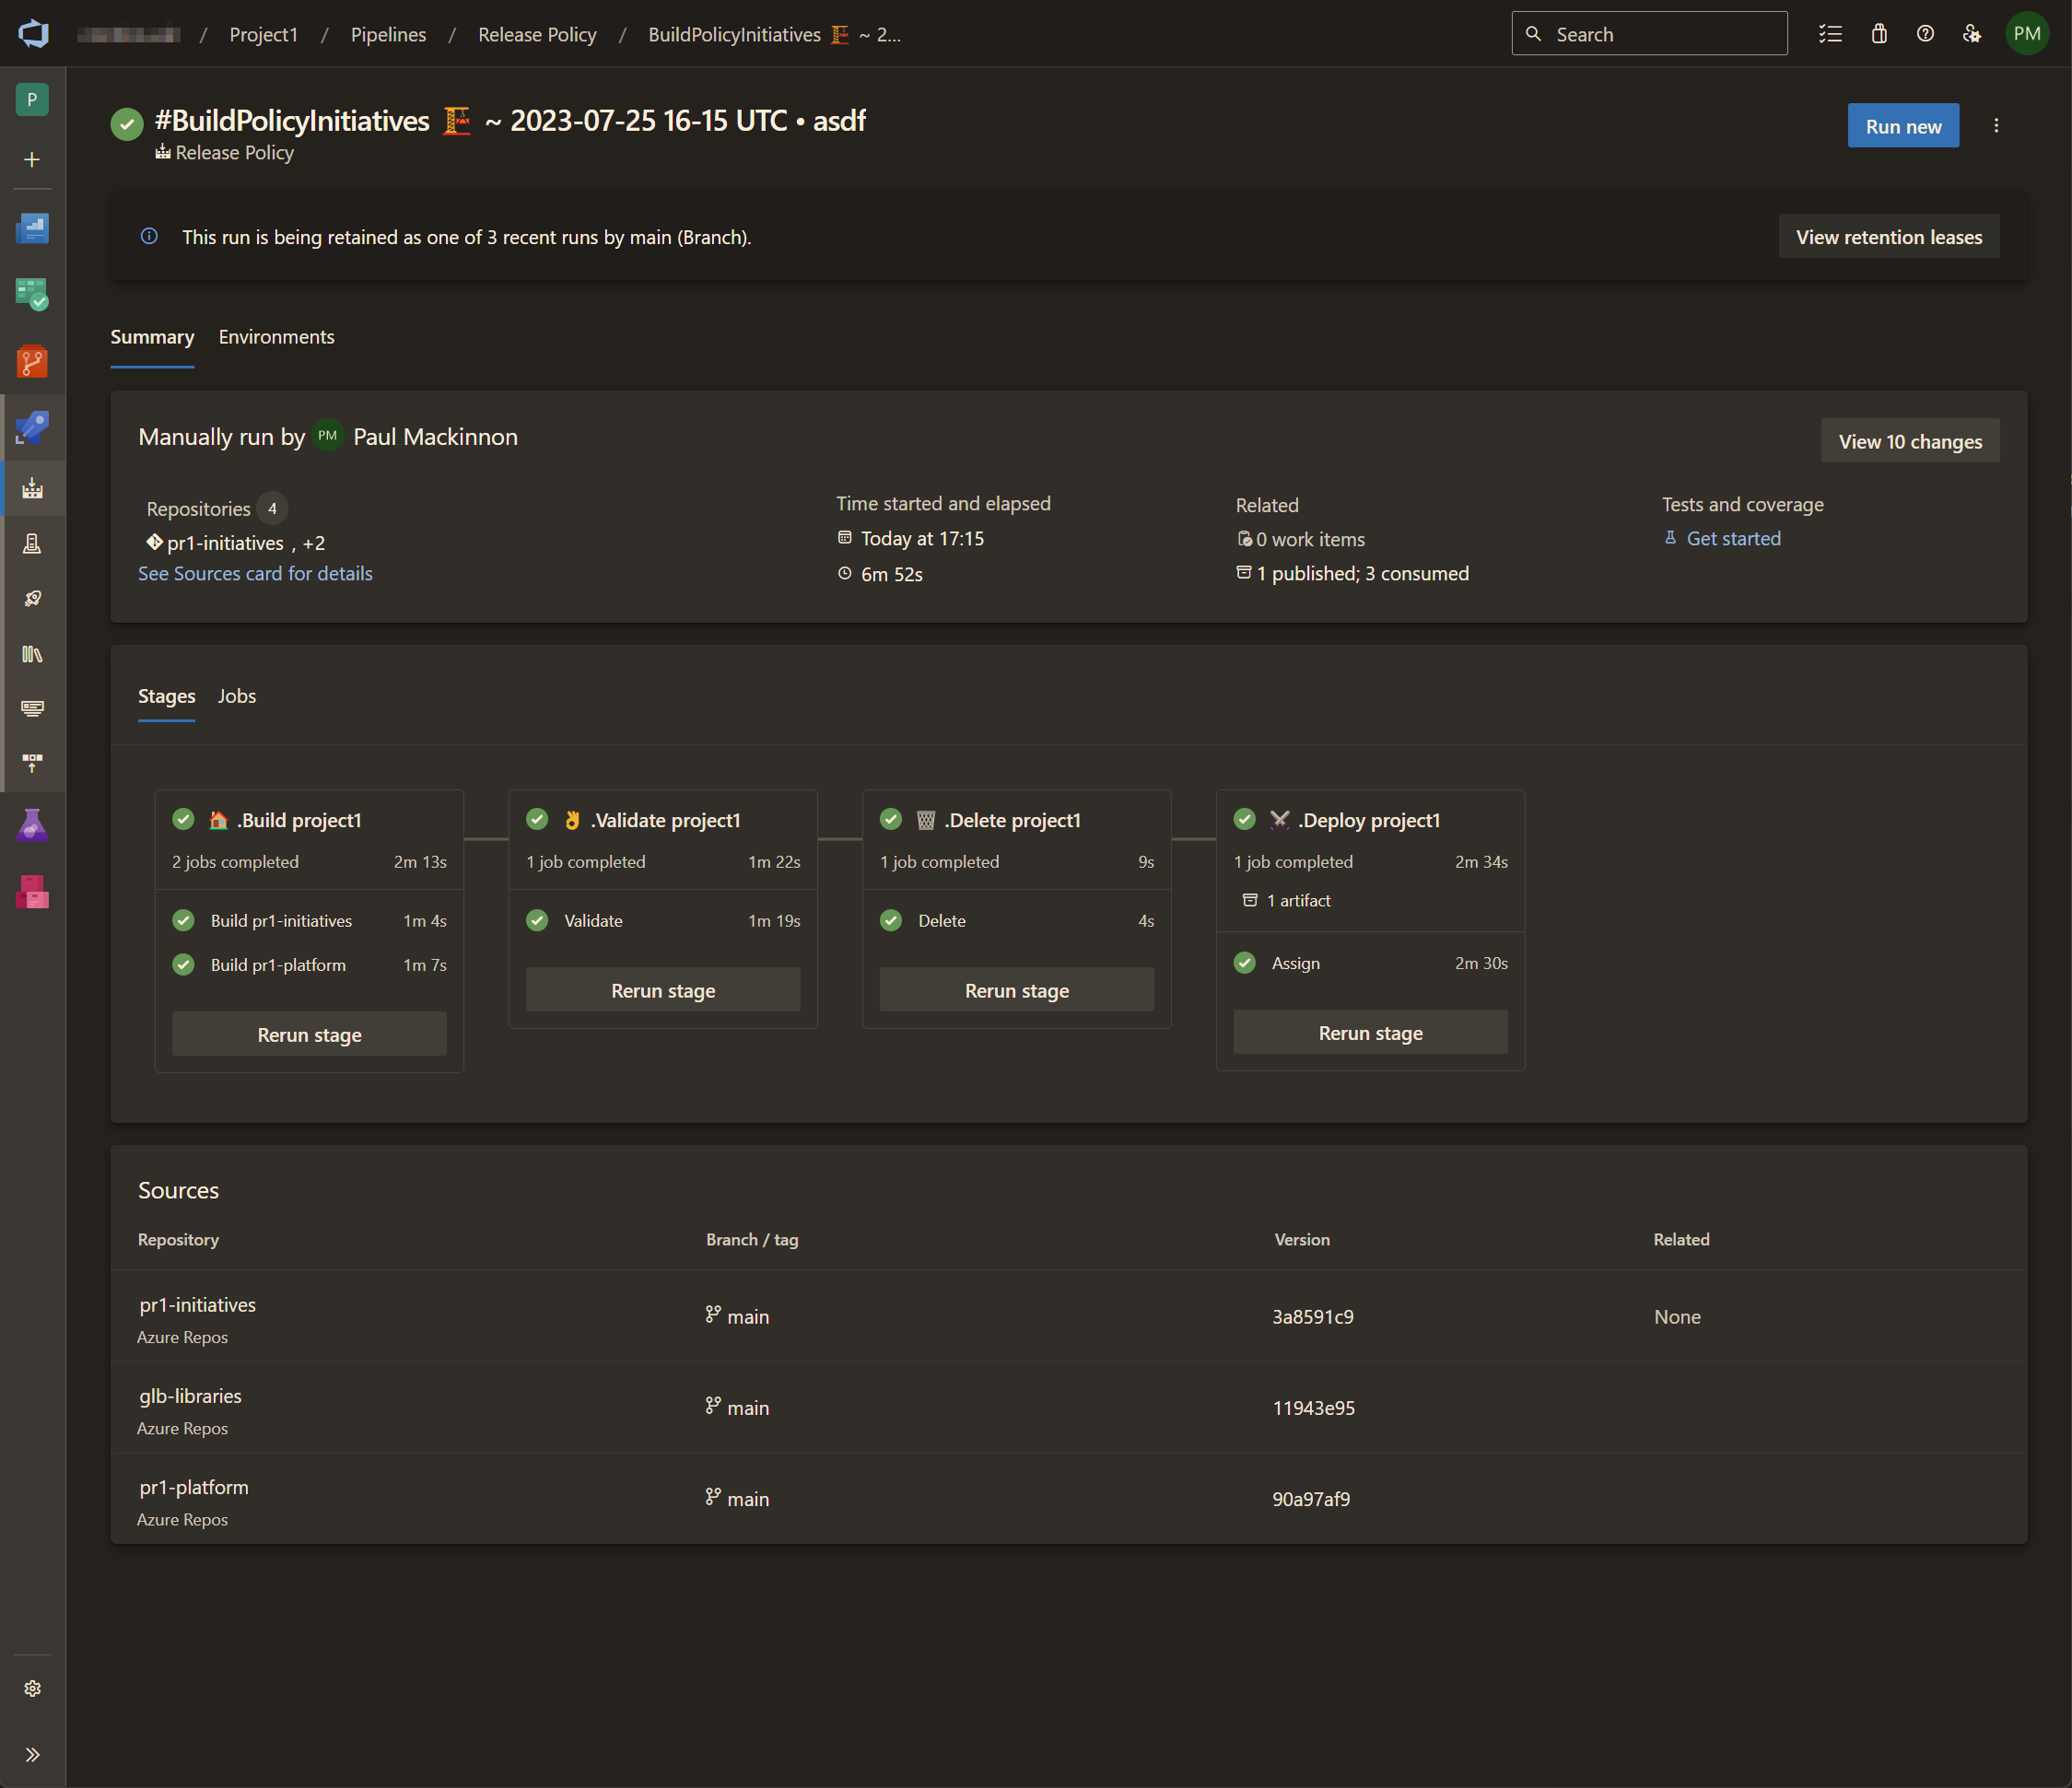 / Project1 / Pipelines / Release Policy / BuildPolicyInitiatives 🏗 ~ 2...
Search
PM
P
#BuildPolicyInitiatives 🏗 ~ 2023-07-25 16-15 UTC • asdf
Release Policy
Run new
This run is being retained as one of 3 recent runs by main (Branch).
View retention leases
Summary Environments
Manually run by PM Paul Mackinnon
View 10 changes
Repositories 4
pr1-initiatives , +2
See Sources card for details
Time started and elapsed
Today at 17:15
6m 52s
Related
0 work items
1 published; 3 consumed
Tests and coverage
Get started
Stages Jobs
🏠 .Build project1
2 jobs completed 2m 13s
Build pr1-initiatives 1m 4s
Build pr1-platform 1m 7s
Rerun stage
👌 .Validate project1
1 job completed 1m 22s
Validate 1m 19s
Rerun stage
🗑 .Delete project1
1 job completed 9s
Delete 4s
Rerun stage
⚔ .Deploy project1
1 job completed 2m 34s
1 artifact
Assign 2m 30s
Rerun stage
Sources
Repository Branch / tag Version Related
pr1-initiatives
Azure Repos
main 3a8591c9 None
glb-libraries
Azure Repos
main 11943e95
pr1-platform
Azure Repos
main 90a97af9